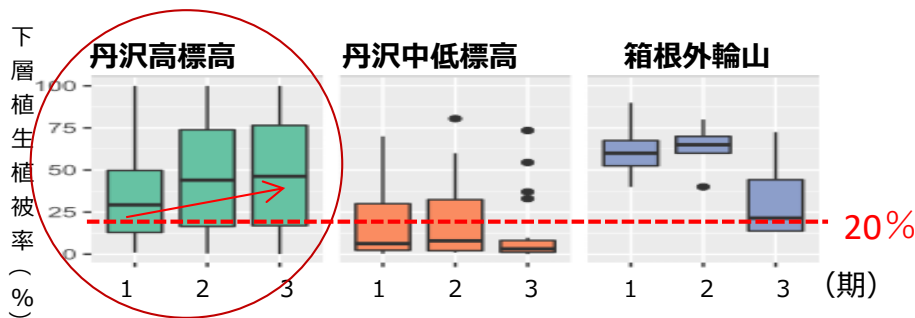 下層植生植被率(%)
丹沢高標高
丹沢中低標高
箱根外輪山
100
75
50
25
0
20%
1 2 3
1 2 3
1 2 3
(期)